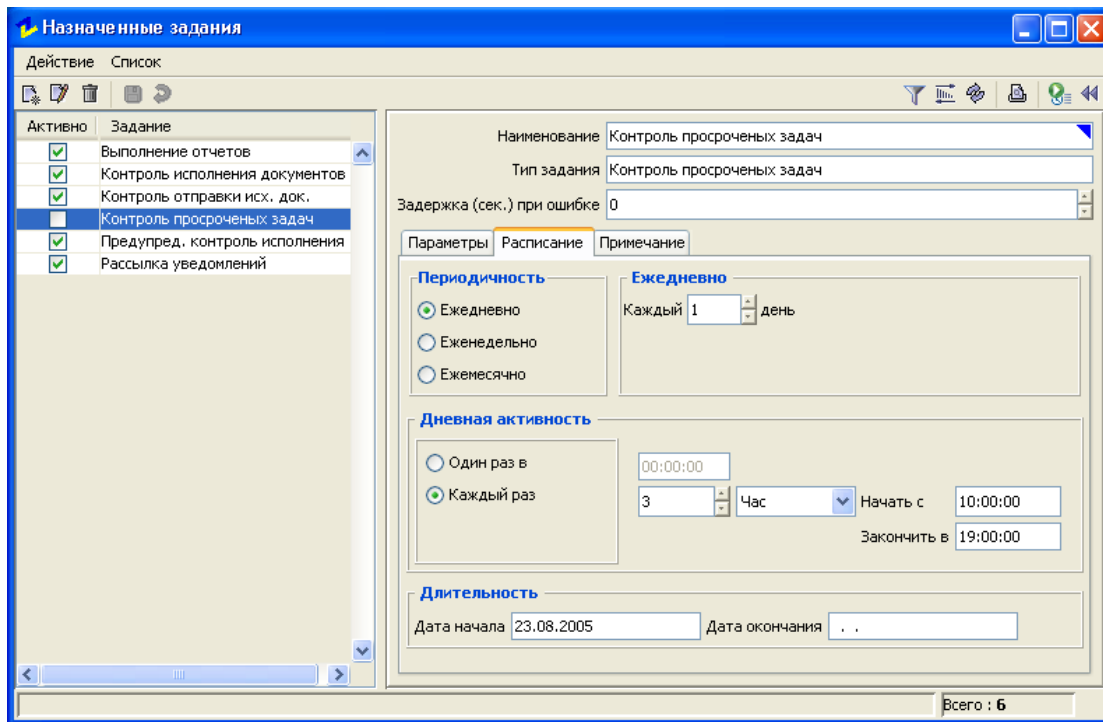 Назначенные задания
Действие Список
Активно Задание
Выполнение отчетов
Контроль исполнения документов
Контроль отправки исх. док.
Контроль просроченых задач
Предупред. контроль исполнения
Рассылка уведомлений
Наименование Контроль просроченых задач
Тип задания Контроль просроченых задач
Задержка (сек.) при ошибке 0
Параметры Расписание Примечание
Периодичность
Ежедневно
Еженедельно
Ежемесячно
Ежедневно
Каждый 1 день
Дневная активность
Один раз в 00:00:00
Каждый раз 3 Час Начать с 10:00:00
Закончить в 19:00:00
Длительность
Дата начала 23.08.2005 Дата окончания . .
Всего : 6